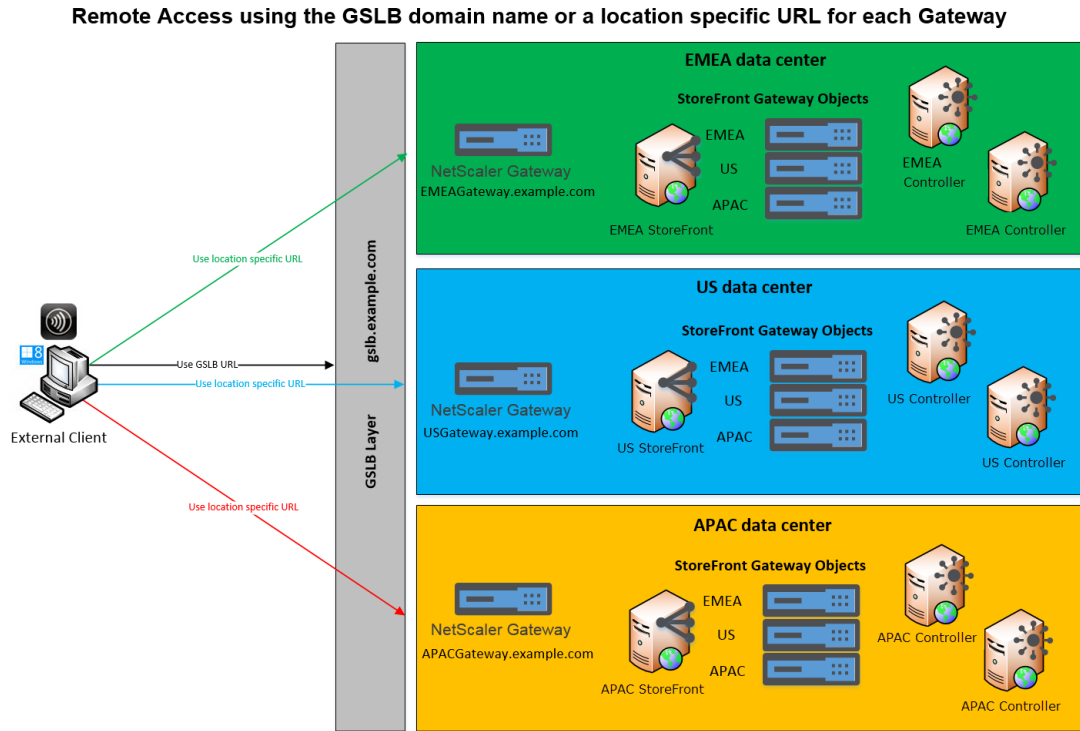 Remote Access using the GSLB domain name or a location specific URL for each Gateway
EMEA data center
StoreFront Gateway Objects
EMEA
US
APAC
NetScaler Gateway
EMEAGateway.example.com
EMEA StoreFront
EMEA
Controller
EMEA Controller
Use location specific URL
gslb.example.com
GSLB Layer
8
Windows
External Client
Use GSLB URL
Use location specific URL
US data center
StoreFront Gateway Objects
EMEA
US
APAC
NetScaler Gateway
USGateway.example.com
US StoreFront
US Controller
US Controller
Use location specific URL
APAC data center
StoreFront Gateway Objects
EMEA
US
APAC
NetScaler Gateway
APACGateway.example.com
APAC StoreFront
APAC Controller
APAC Controller